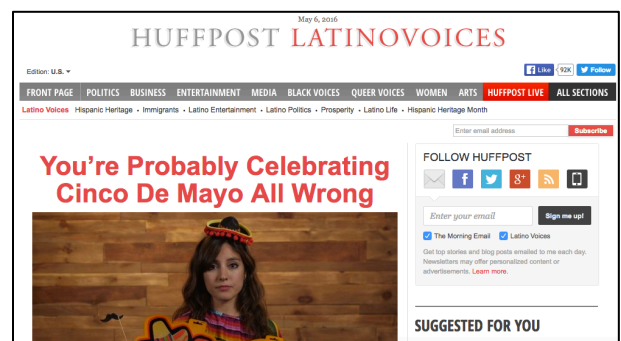 May 6, 2016
HUFFPOST LATINOVOICES
Edition: U.S.
Like 92K Follow
FRONT PAGE POLITICS BUSINESS ENTERTAINMENT MEDIA BLACK VOICES QUEER VOICES WOMEN ARTS HUFFPOST LIVE ALL SECTIONS
Latino Voices Hispanic Heritage • Immigrants • Latino Entertainment • Latino Politics • Prosperity • Latino Life • Hispanic Heritage Month
Enter email address Subscribe
You're Probably Celebrating
Cinco De Mayo All Wrong
FOLLOW HUFFPOST
Enter your email Sign me up!
The Morning Email Latino Voices
Get top stories and blog posts emailed to me each day.
Newsletters may offer personalized content or
advertisements. Learn more.
SUGGESTED FOR YOU